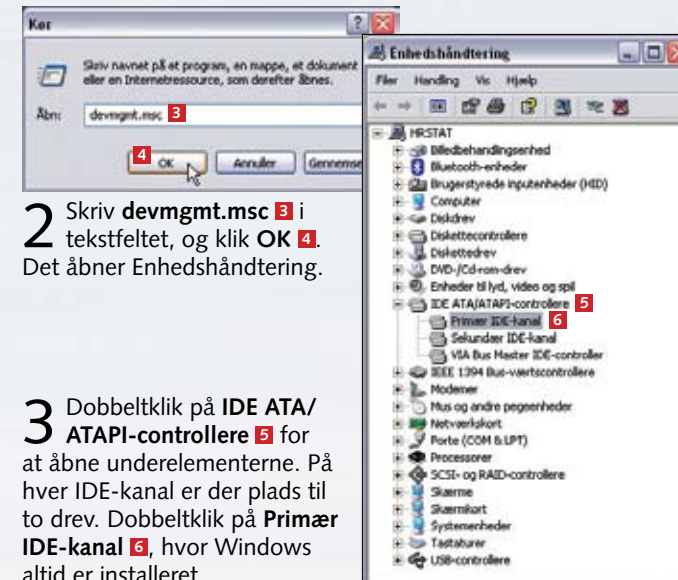 Kør
Skriv navnet på et program, en mappe, et dokument
eller en Internetressource, som derefter åbnes.
Åbn:
devmgmt.msc 3
4 OK
Annuller
Gennemse
2 Skriv devmgmt.msc 3 i
tekstfeltet, og klik OK 4.
Det åbner Enhedshåndtering.
3 Dobbeltklik på IDE ATA/
ATAPI-controllere 5 for
at åbne underelementerne. På
hver IDE-kanal er der plads til
to drev. Dobbeltklik på Primær
IDE-kanal 6, hvor Windows
altid er installeret
Enhedshåndtering
Filer Handling Vis Hjælp
HRSTAT
Billedbehandlingsenhed
Bluetooth-enheder
Brugerstyrede inputenheder (HID)
Computer
Diskdrev
Diskettecontrollere
Diskettedrev
DVD-/Cd-rom-drev
Enheder til lyd, video og spil
IDE ATA/ATAPI-controllere 5
Primær IDE-kanal 6
Sekundær IDE-kanal
VIA Bus Master IDE-controller
IEEE 1394 Bus-værtscontrollere
Modemer
Mus og andre pegeenheder
Netværkskort
Porte (COM & LPT)
Processorer
SCSI- og RAID-controllere
Skærme
Skærmkort
Systemenheder
Tastaturer
USB-controllere